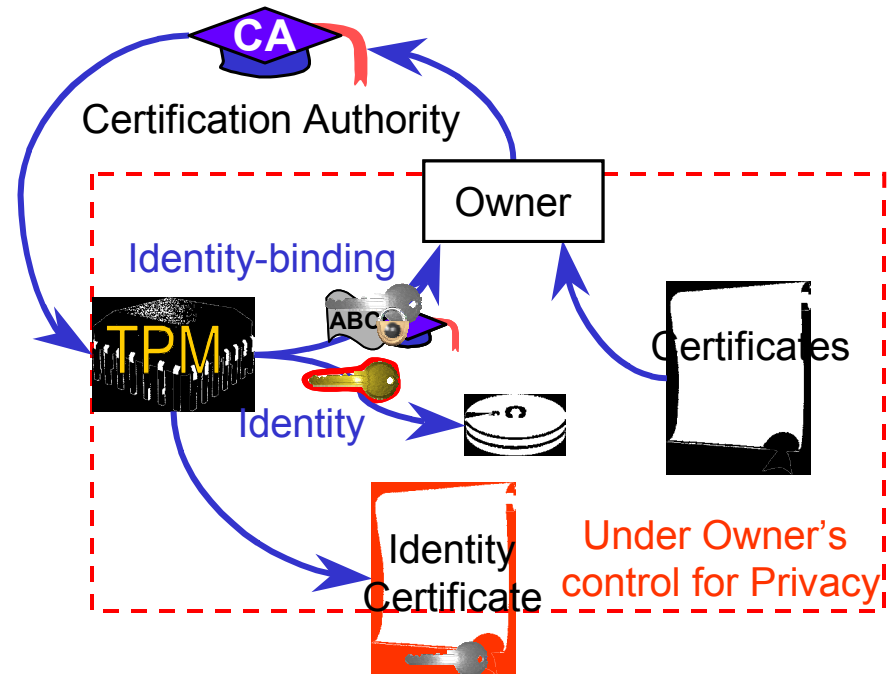 CA
Certification Authority
Owner
Identity-binding
ABC
TPM
Certificates
Identity
Identity
Certificate
Under Owner’s
control for Privacy